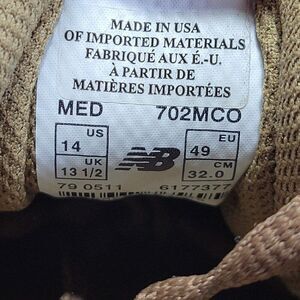 MADE IN USA
OF IMPORTED MATERIALS
FABRIQUÉ AUX É.-U.
À PARTIR DE
MATIÈRES IMPORTÉES
MED 702MCO
US EU
14 49
UK NB CM
13 1/2 32.0
79 0511 6177377